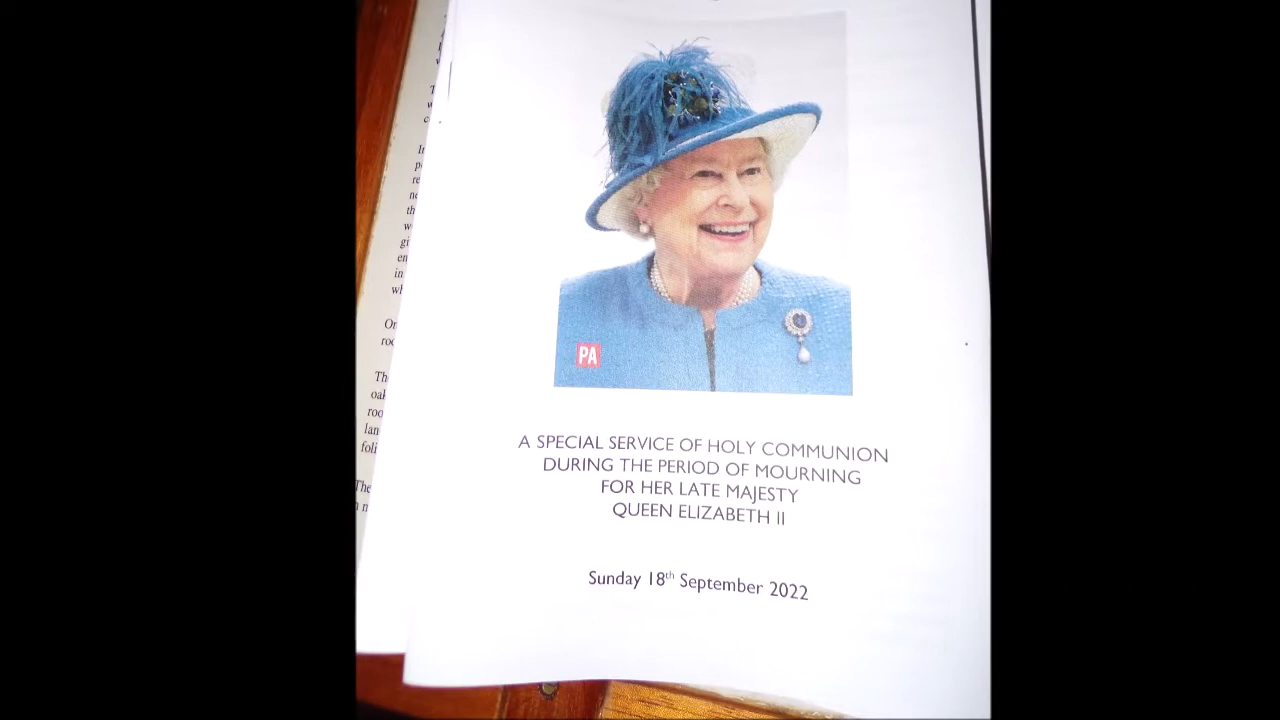 PA
A SPECIAL SERVICE OF HOLY COMMUNION
DURING THE PERIOD OF MOURNING
FOR HER LATE MAJESTY
QUEEN ELIZABETH II
Sunday 18th September 2022